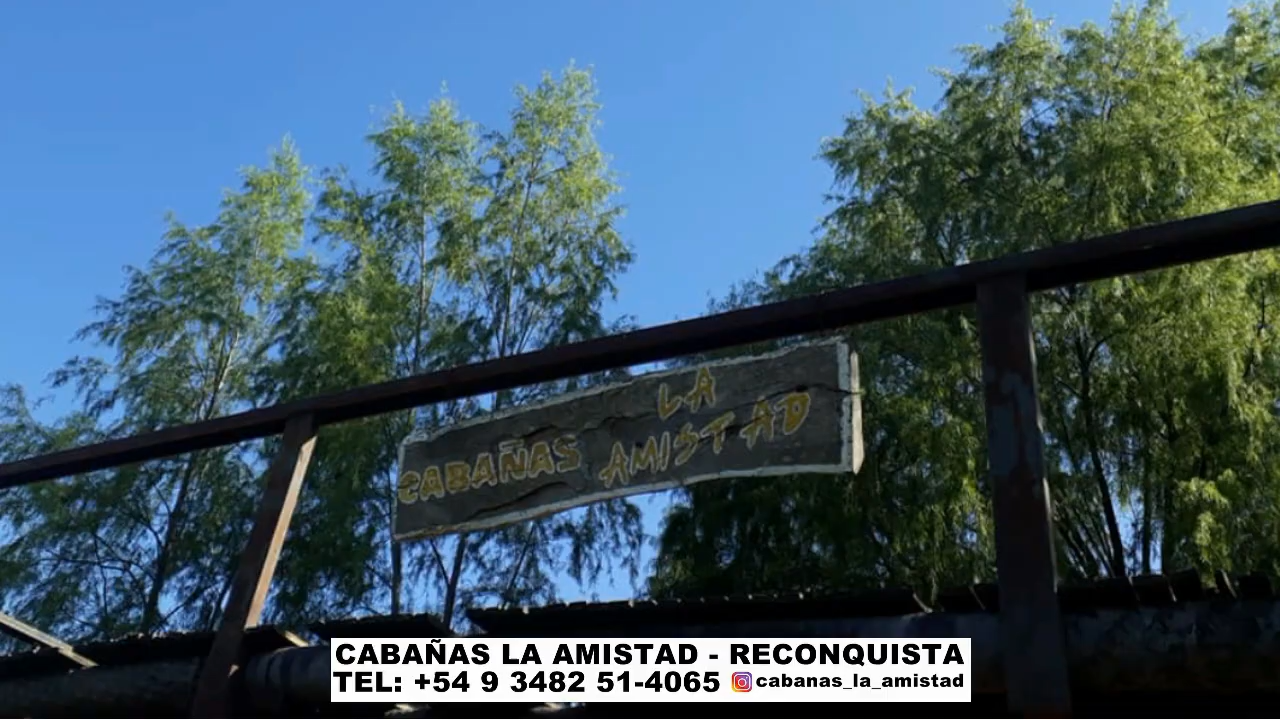 LA
CABAÑAS AMISTAD
CABAÑAS LA AMISTAD - RECONQUISTA
TEL: +54 9 3482 51-4065 cabanas_la_amistad